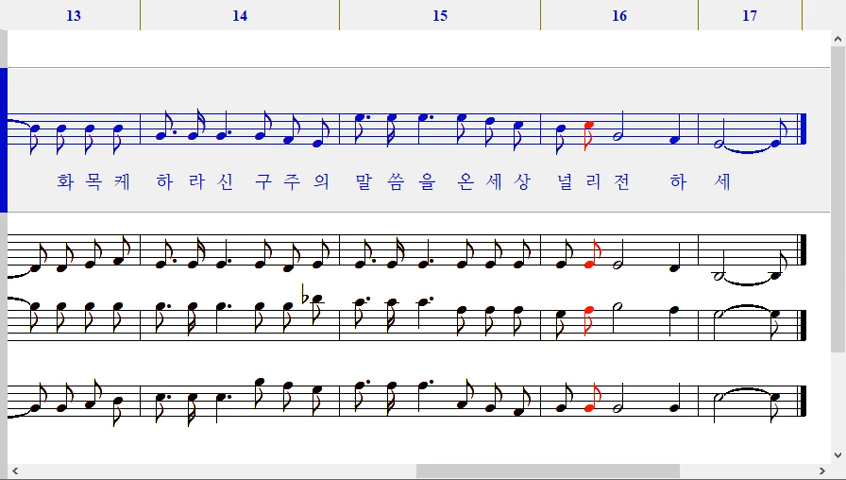 13 14 15 16 17
화 목 케 하 라 신 구 주 의 말 씀 을 온 세 상 널 리 전 하 세